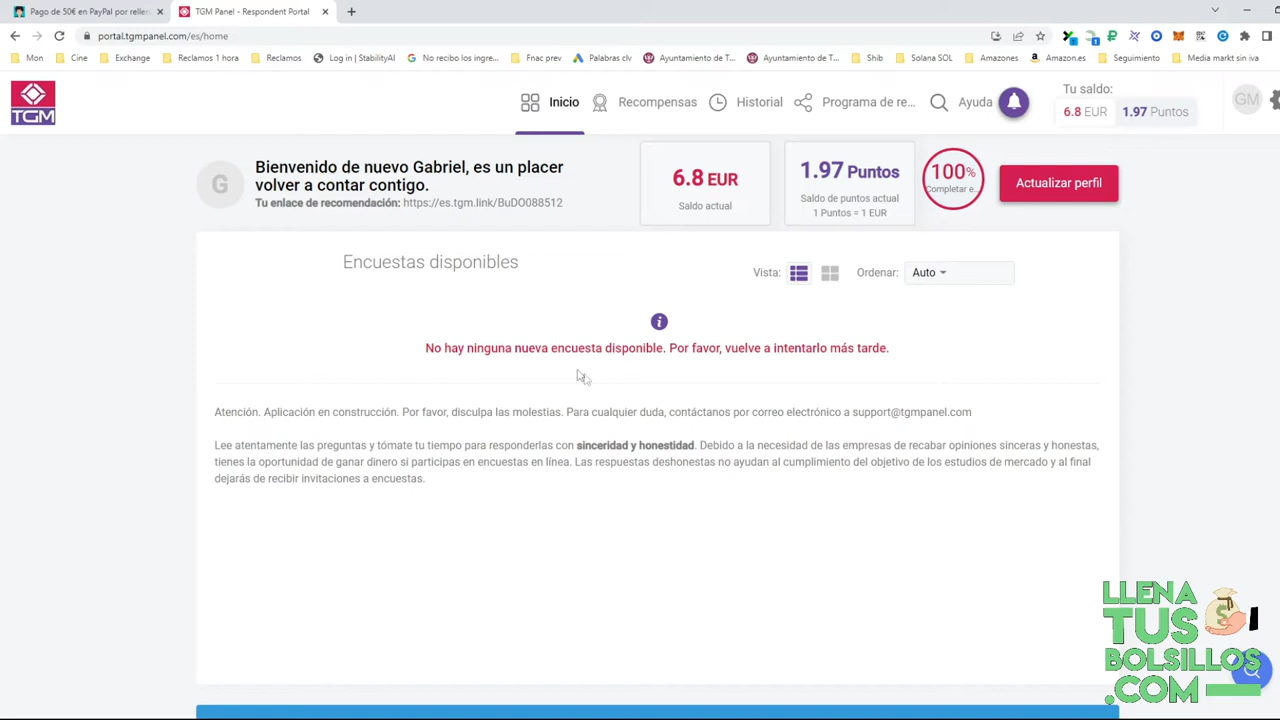 Pago de 50€ en PayPal por relle
TGM Panel - Respondent Portal
portal.tgmpanel.com/es/home
Mon
Cine
Exchange
Reclamos 1 hora
Reclamos
Log in | StabilityAI
No recibo los ingre...
Fnac prev
Palabras clv
Ayuntamiento de T...
Ayuntamiento de T...
Shib
Solana SOL
Amazones
Amazon.es
Seguimiento
Media markt sin iva
TGM
Inicio
Recompensas
Historial
Programa de re...
Ayuda
Tu saldo:
6.8 EUR
1.97 Puntos
GM
G
Bienvenido de nuevo Gabriel, es un placer
volver a contar contigo.
Tu enlace de recomendación: https://es.tgm.link/BuDO088512
6.8 EUR
Saldo actual
1.97 Puntos
Saldo de puntos actual
1 Puntos = 1 EUR
100%
Completar e...
Actualizar perfil
Encuestas disponibles
Vista:
Ordenar:
Auto
No hay ninguna nueva encuesta disponible. Por favor, vuelve a intentarlo más tarde.
Atención. Aplicación en construcción. Por favor, disculpa las molestias. Para cualquier duda, contáctanos por correo electrónico a support@tgmpanel.com
Lee atentamente las preguntas y tómate tu tiempo para responderlas con sinceridad y honestidad. Debido a la necesidad de las empresas de recabar opiniones sinceras y honestas,
tienes la oportunidad de ganar dinero si participas en encuestas en línea. Las respuestas deshonestas no ayudan al cumplimiento del objetivo de los estudios de mercado y al final
dejarás de recibir invitaciones a encuestas.
LLENA
TUS
BOLSILLOS
.COM